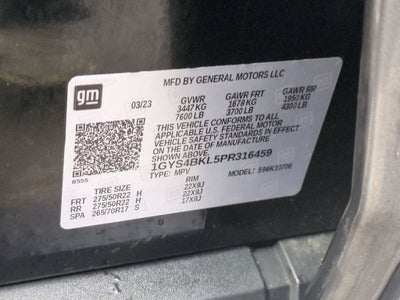 gm
MFD BY GENERAL MOTORS LLC
03/23 GVWR GAWR FRT GAWR RR
3447 KG 1678 KG 1950 KG
7600 LB 3700 LB 4300 LB
THIS VEHICLE CONFORMS TO ALL
APPLICABLE U.S. FEDERAL MOTOR
VEHICLE SAFETY STANDARDS IN EFFECT
ON THE DATE OF MANUFACTURE SHOWN ABOVE.
1GYS4BKL5PR316459
TYPE: MPV MODEL:
TIRE SIZE RIM
FRT 275/50R22 H 22X9J
RR 275/50R22 H 22X9J
SPA 265/70R17 S 17X8J